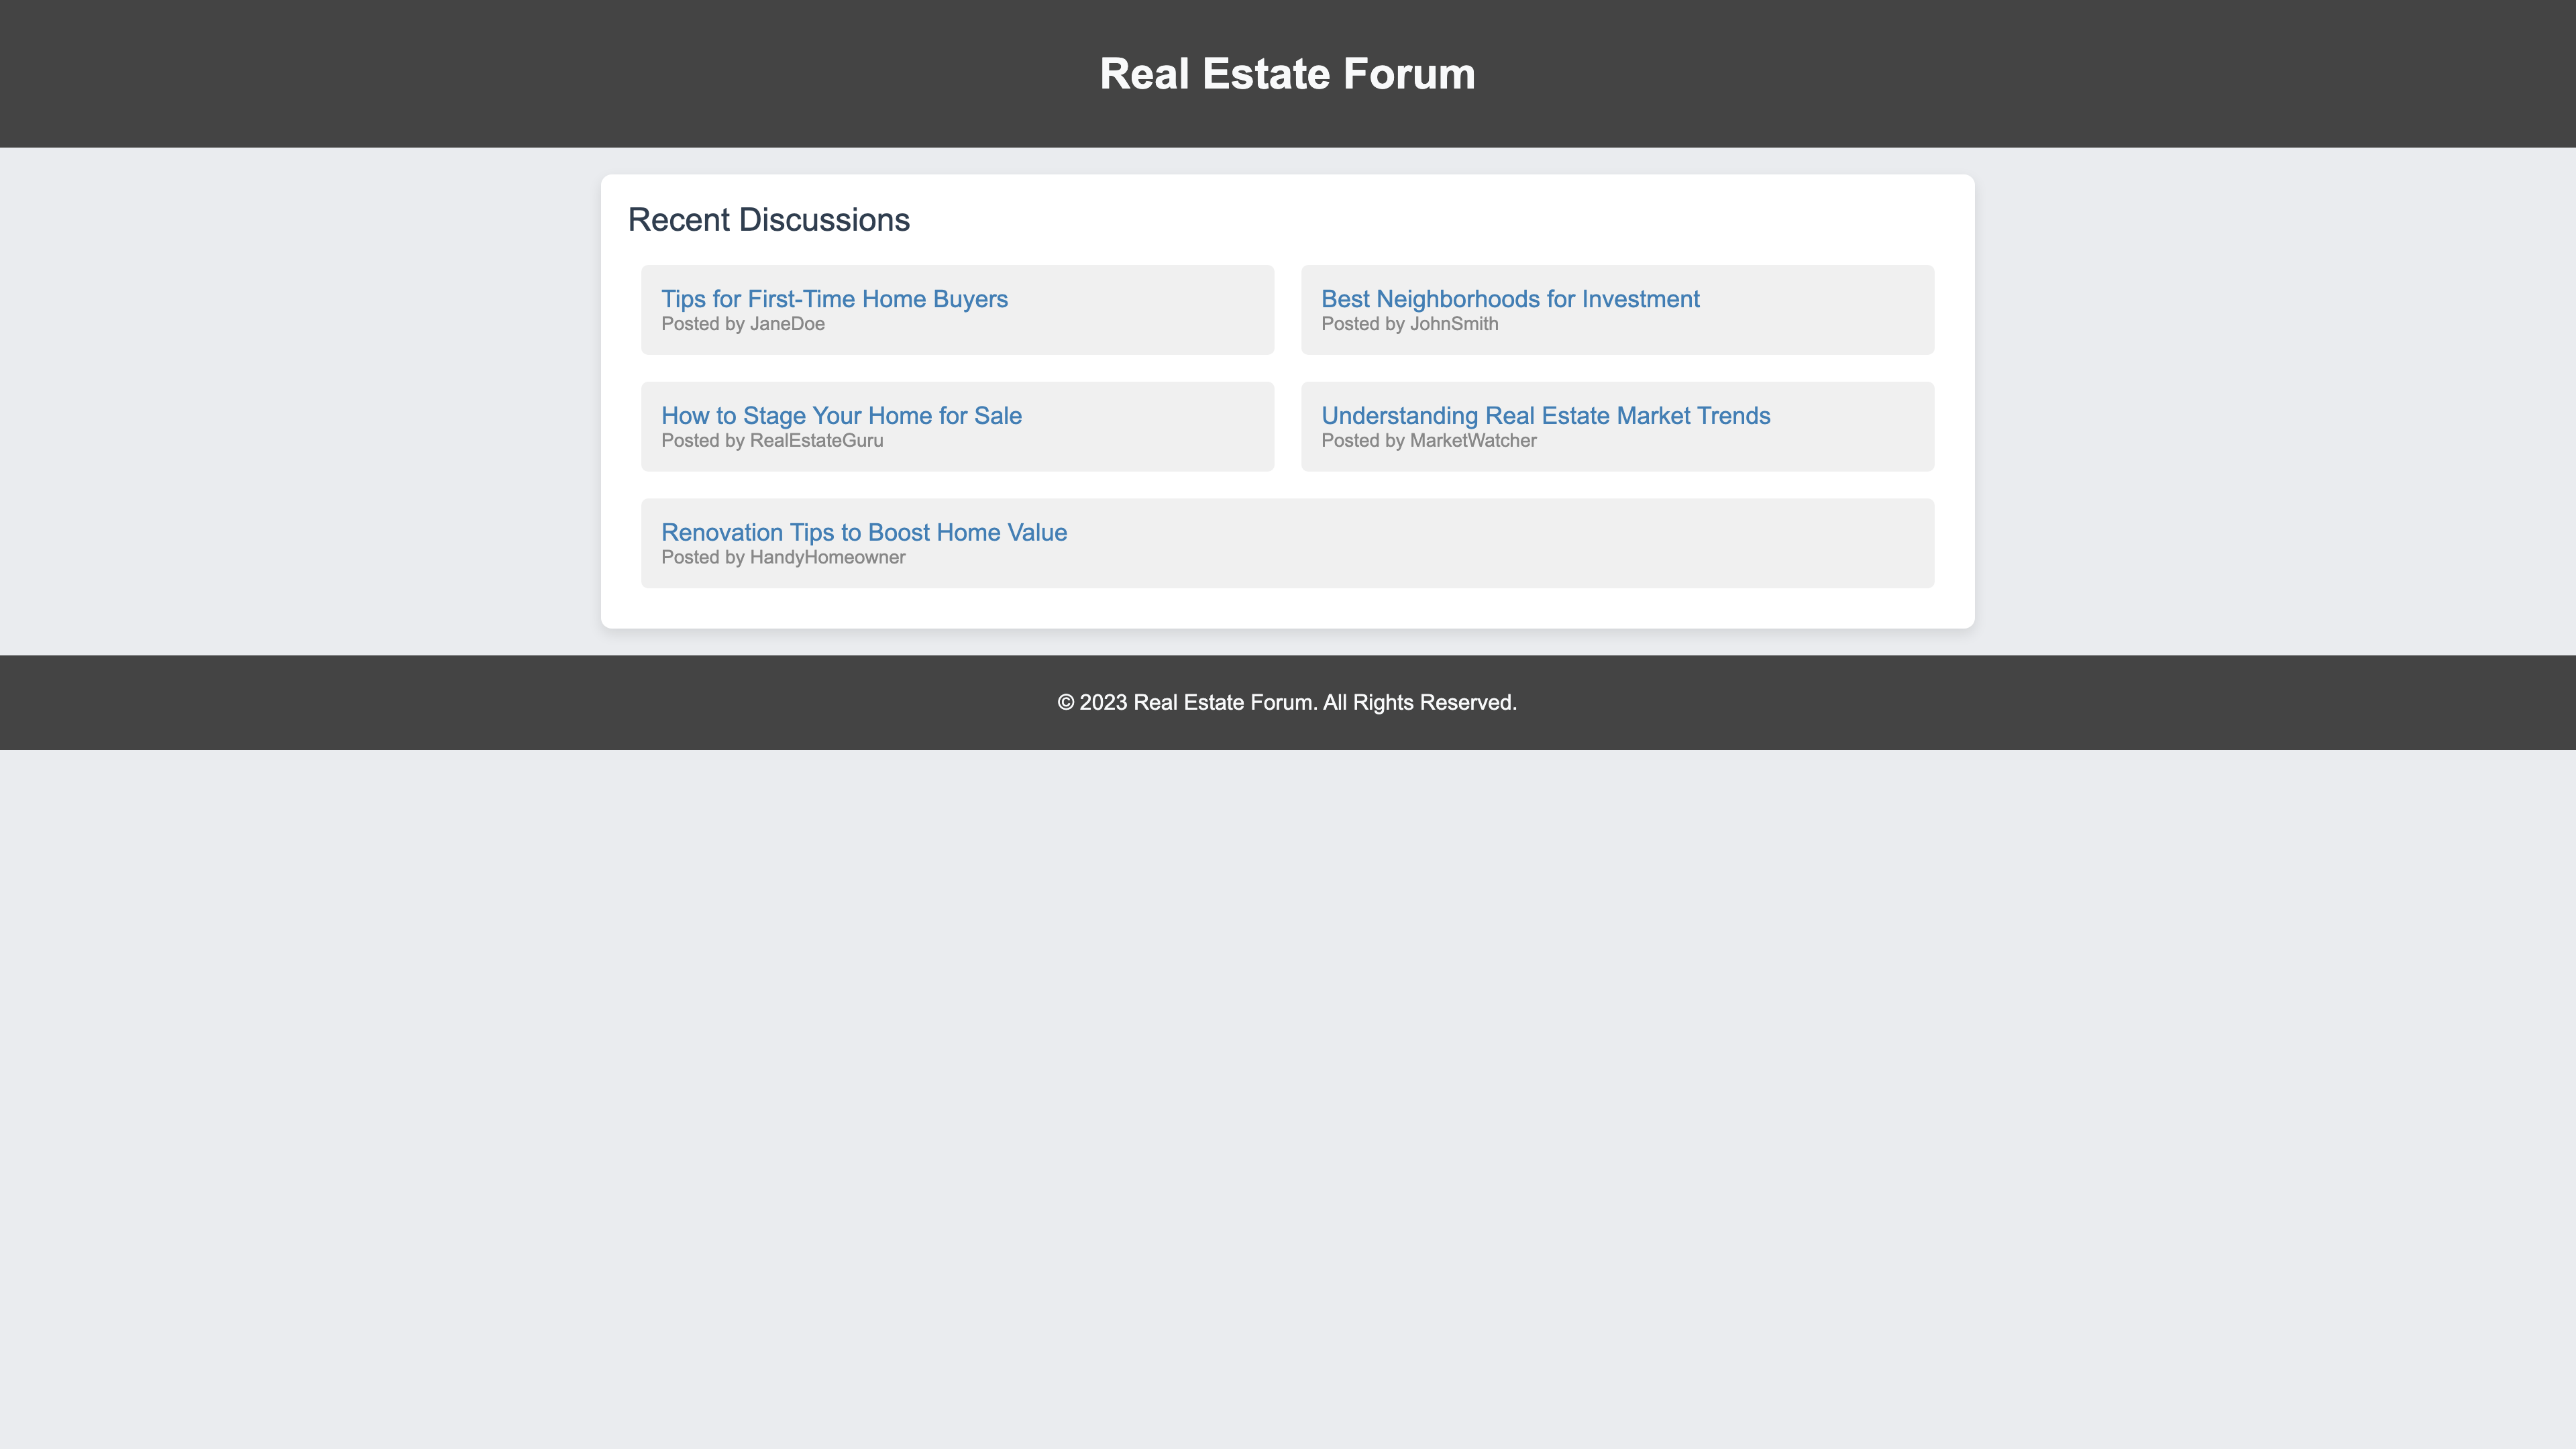 Real Estate Forum
Recent Discussions
Tips for First-Time Home Buyers
Posted by JaneDoe
Best Neighborhoods for Investment
Posted by JohnSmith
How to Stage Your Home for Sale
Posted by RealEstateGuru
Understanding Real Estate Market Trends
Posted by MarketWatcher
Renovation Tips to Boost Home Value
Posted by HandyHomeowner
© 2023 Real Estate Forum. All Rights Reserved.